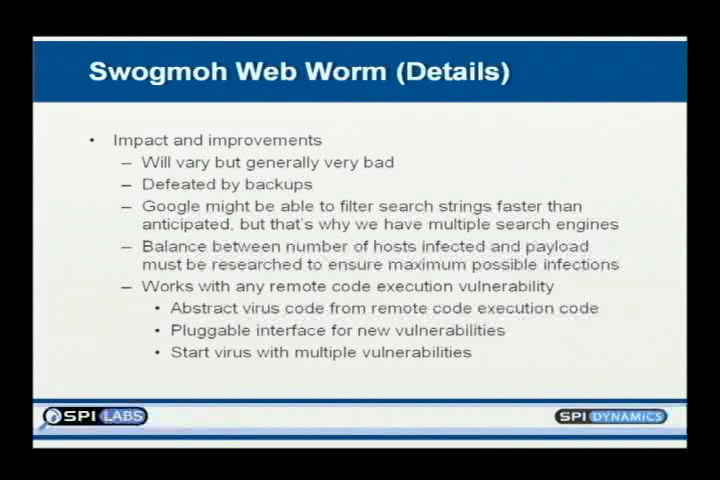 Swogmoh Web Worm (Details)
• Impact and improvements
– Will vary but generally very bad
– Defeated by backups
– Google might be able to filter search strings faster than
anticipated, but that's why we have multiple search engines
– Balance between number of hosts infected and payload
must be researched to ensure maximum possible infections
– Works with any remote code execution vulnerability
• Abstract virus code from remote code execution code
• Pluggable interface for new vulnerabilities
• Start virus with multiple vulnerabilities
SPI LABS
SPI DYNAMICS